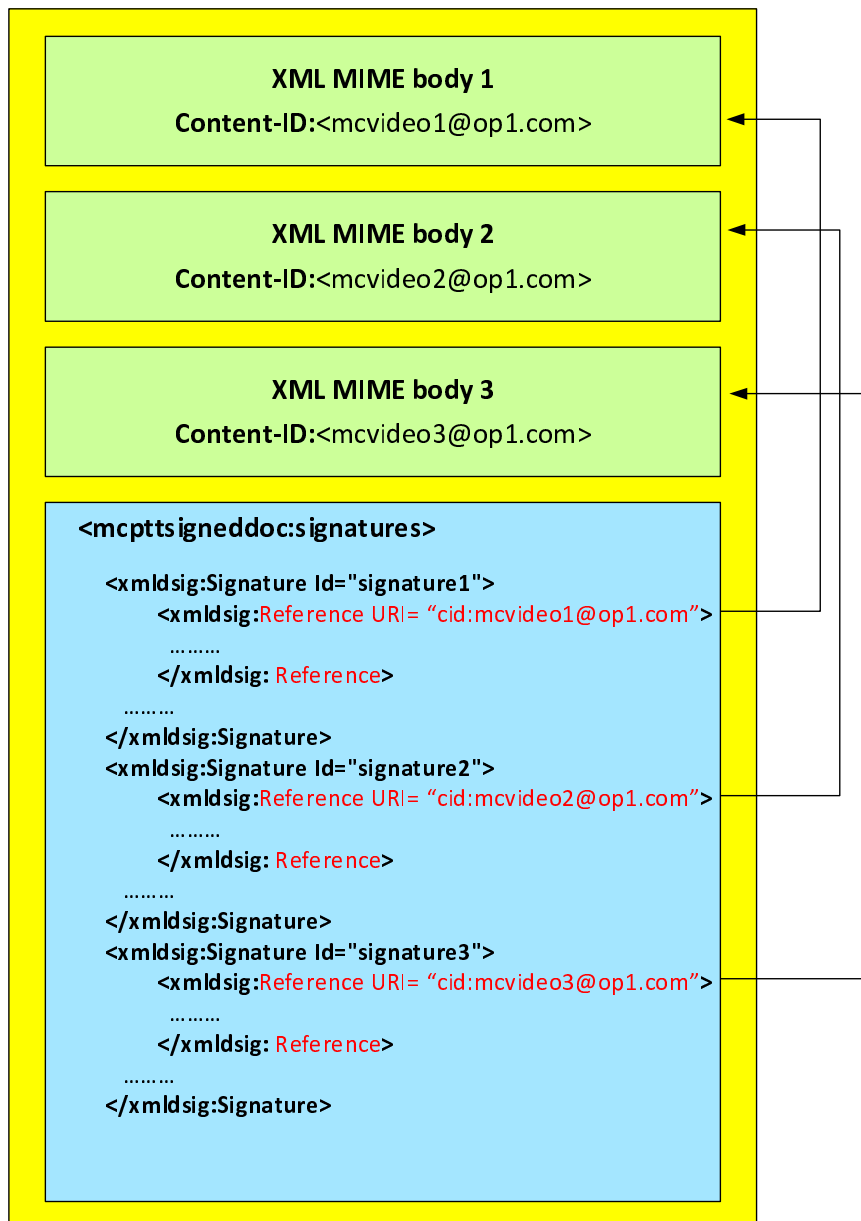 XML MIME body 1
Content-ID:<mcvideo1@op1.com>
XML MIME body 2
Content-ID:<mcvideo2@op1.com>
XML MIME body 3
Content-ID:<mcvideo3@op1.com>
<mcpttsigneddoc:signatures>
<xmldsig:Signature Id="signature1">
<xmldsig:Reference URI= “cid:mcvideo1@op1.com”>
.........
</xmldsig: Reference>
.........
</xmldsig:Signature>
<xmldsig:Signature Id="signature2">
<xmldsig:Reference URI= “cid:mcvideo2@op1.com”>
.........
</xmldsig: Reference>
.........
</xmldsig:Signature>
<xmldsig:Signature Id="signature3">
<xmldsig:Reference URI= “cid:mcvideo3@op1.com”>
.........
</xmldsig: Reference>
.........
</xmldsig:Signature>